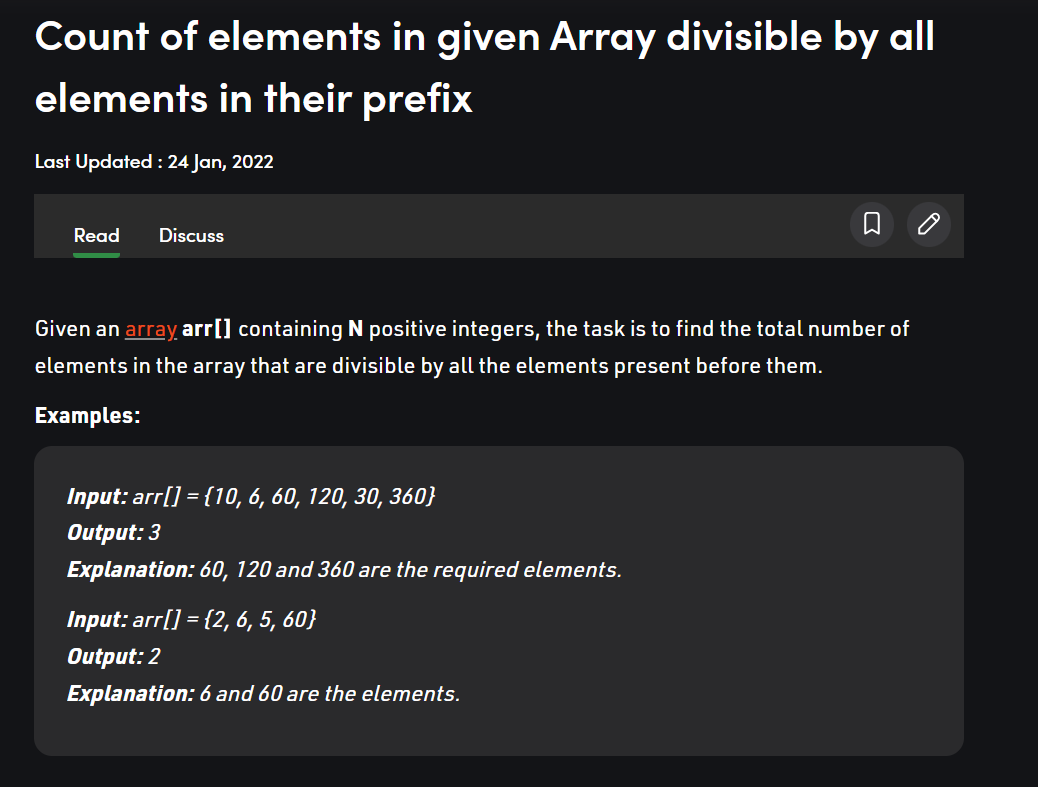 Count of elements in given Array divisible by all
elements in their prefix
Last Updated : 24 Jan, 2022
Read Discuss
Given an array arr[] containing N positive integers, the task is to find the total number of
elements in the array that are divisible by all the elements present before them.
Examples:
Input: arr[] = {10, 6, 60, 120, 30, 360}
Output: 3
Explanation: 60, 120 and 360 are the required elements.
Input: arr[] = {2, 6, 5, 60}
Output: 2
Explanation: 6 and 60 are the elements.